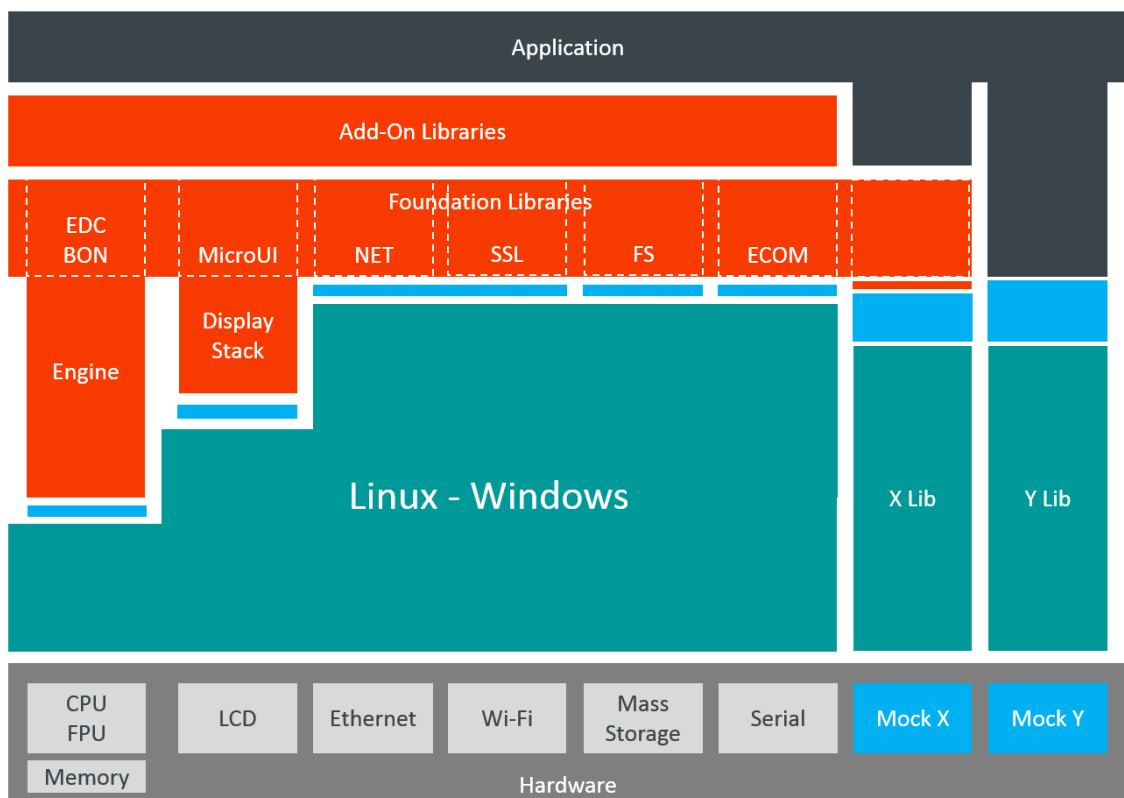 Application
Add-On Libraries
Foundation Libraries
EDC
BON
MicroUI
NET
SSL
FS
ECOM
Display
Stack
Engine
Linux - Windows
X Lib
Y Lib
CPU
FPU
LCD
Ethernet
Wi-Fi
Mass
Storage
Serial
Mock X
Mock Y
Memory
Hardware